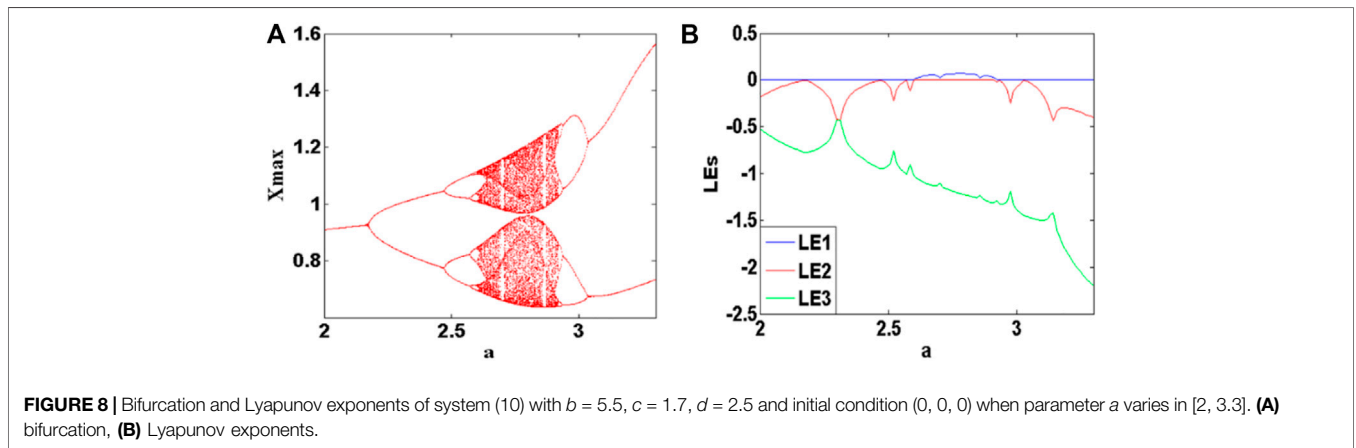 A
1.6
1.4
1.2
1
0.8
Xmax
2
2.5
3
a
B
0.5
0
-0.5
-1
-1.5
-2
-2.5
LEs
LE1
LE2
LE3
2
2.5
3
a
FIGURE 8 | Bifurcation and Lyapunov exponents of system (10) with b = 5.5, c = 1.7, d = 2.5 and initial condition (0, 0, 0) when parameter a varies in [2, 3.3]. (A)
bifurcation, (B) Lyapunov exponents.